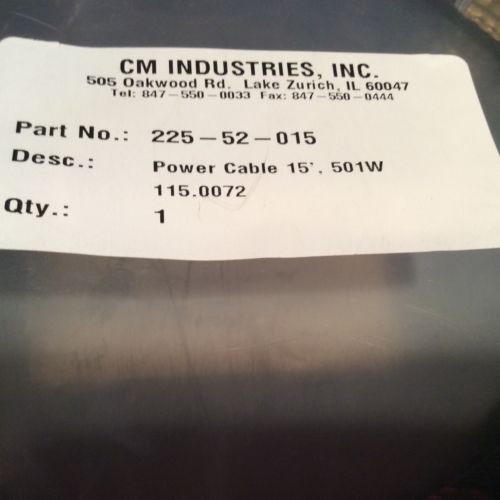 CM INDUSTRIES, INC.
505 Oakwood Rd. Lake Zurich, IL 60047
Tel: 847-550-0033 Fax: 847-550-0444
Part No.: 225-52-015
Desc.: Power Cable 15', 501W
115.0072
Qty.: 1